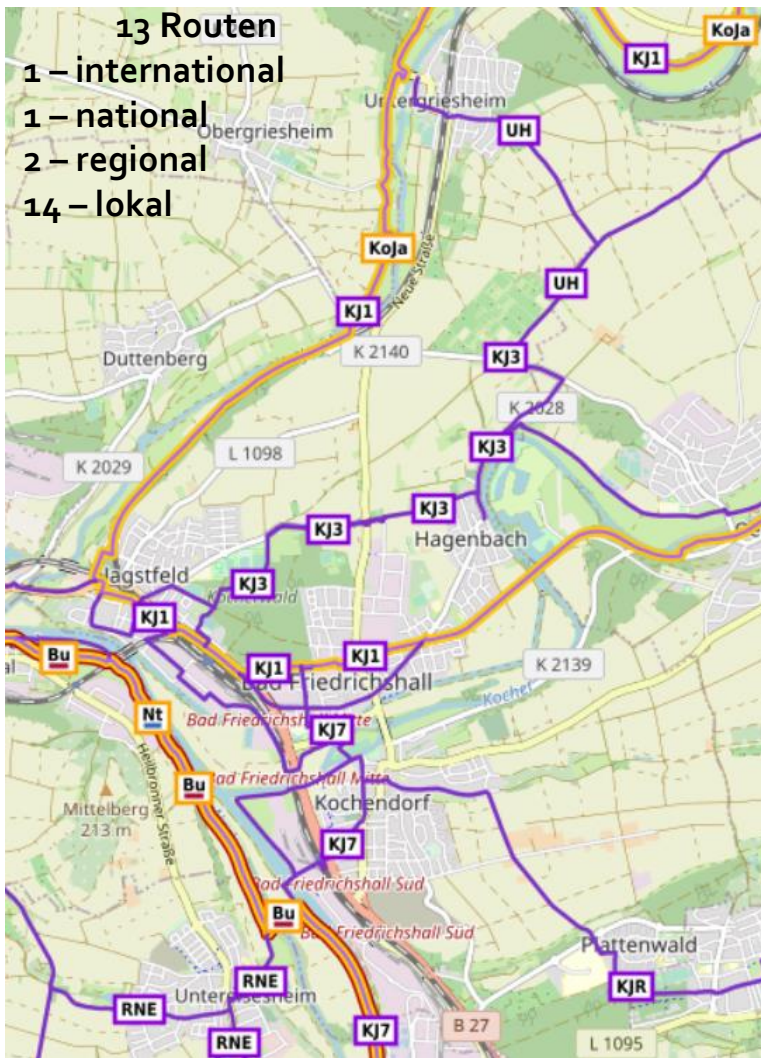 13 Routen
1 – international
1 – national
2 – regional
14 – lokal
KoJa
KJ1
Untergriesheim
Obergriesheim
UH
KoJa
Neue Straße
UH
KJ1
Duttenberg
K 2140
KJ3
K 2028
L 1098
K 2029
KJ3
KJ3
KJ3
Hagenbach
Jagstfeld
KJ3
Kocherwald
KJ1
Bu
KJ1
KJ1
K 2139
Bad Friedrichshall
Kocher
Nt
Bad Friedrichshall Mitte
KJ7
Heilbronner Straße
Bu
Bad Friedrichshall Mitte
Mittelberg
213 m
Kochendorf
KJ7
Bad Friedrichshall Süd
Bu
Bad Friedrichshall Süd
Plattenwald
RNE
KJR
RNE
KJ7
B 27
RNE
L 1095